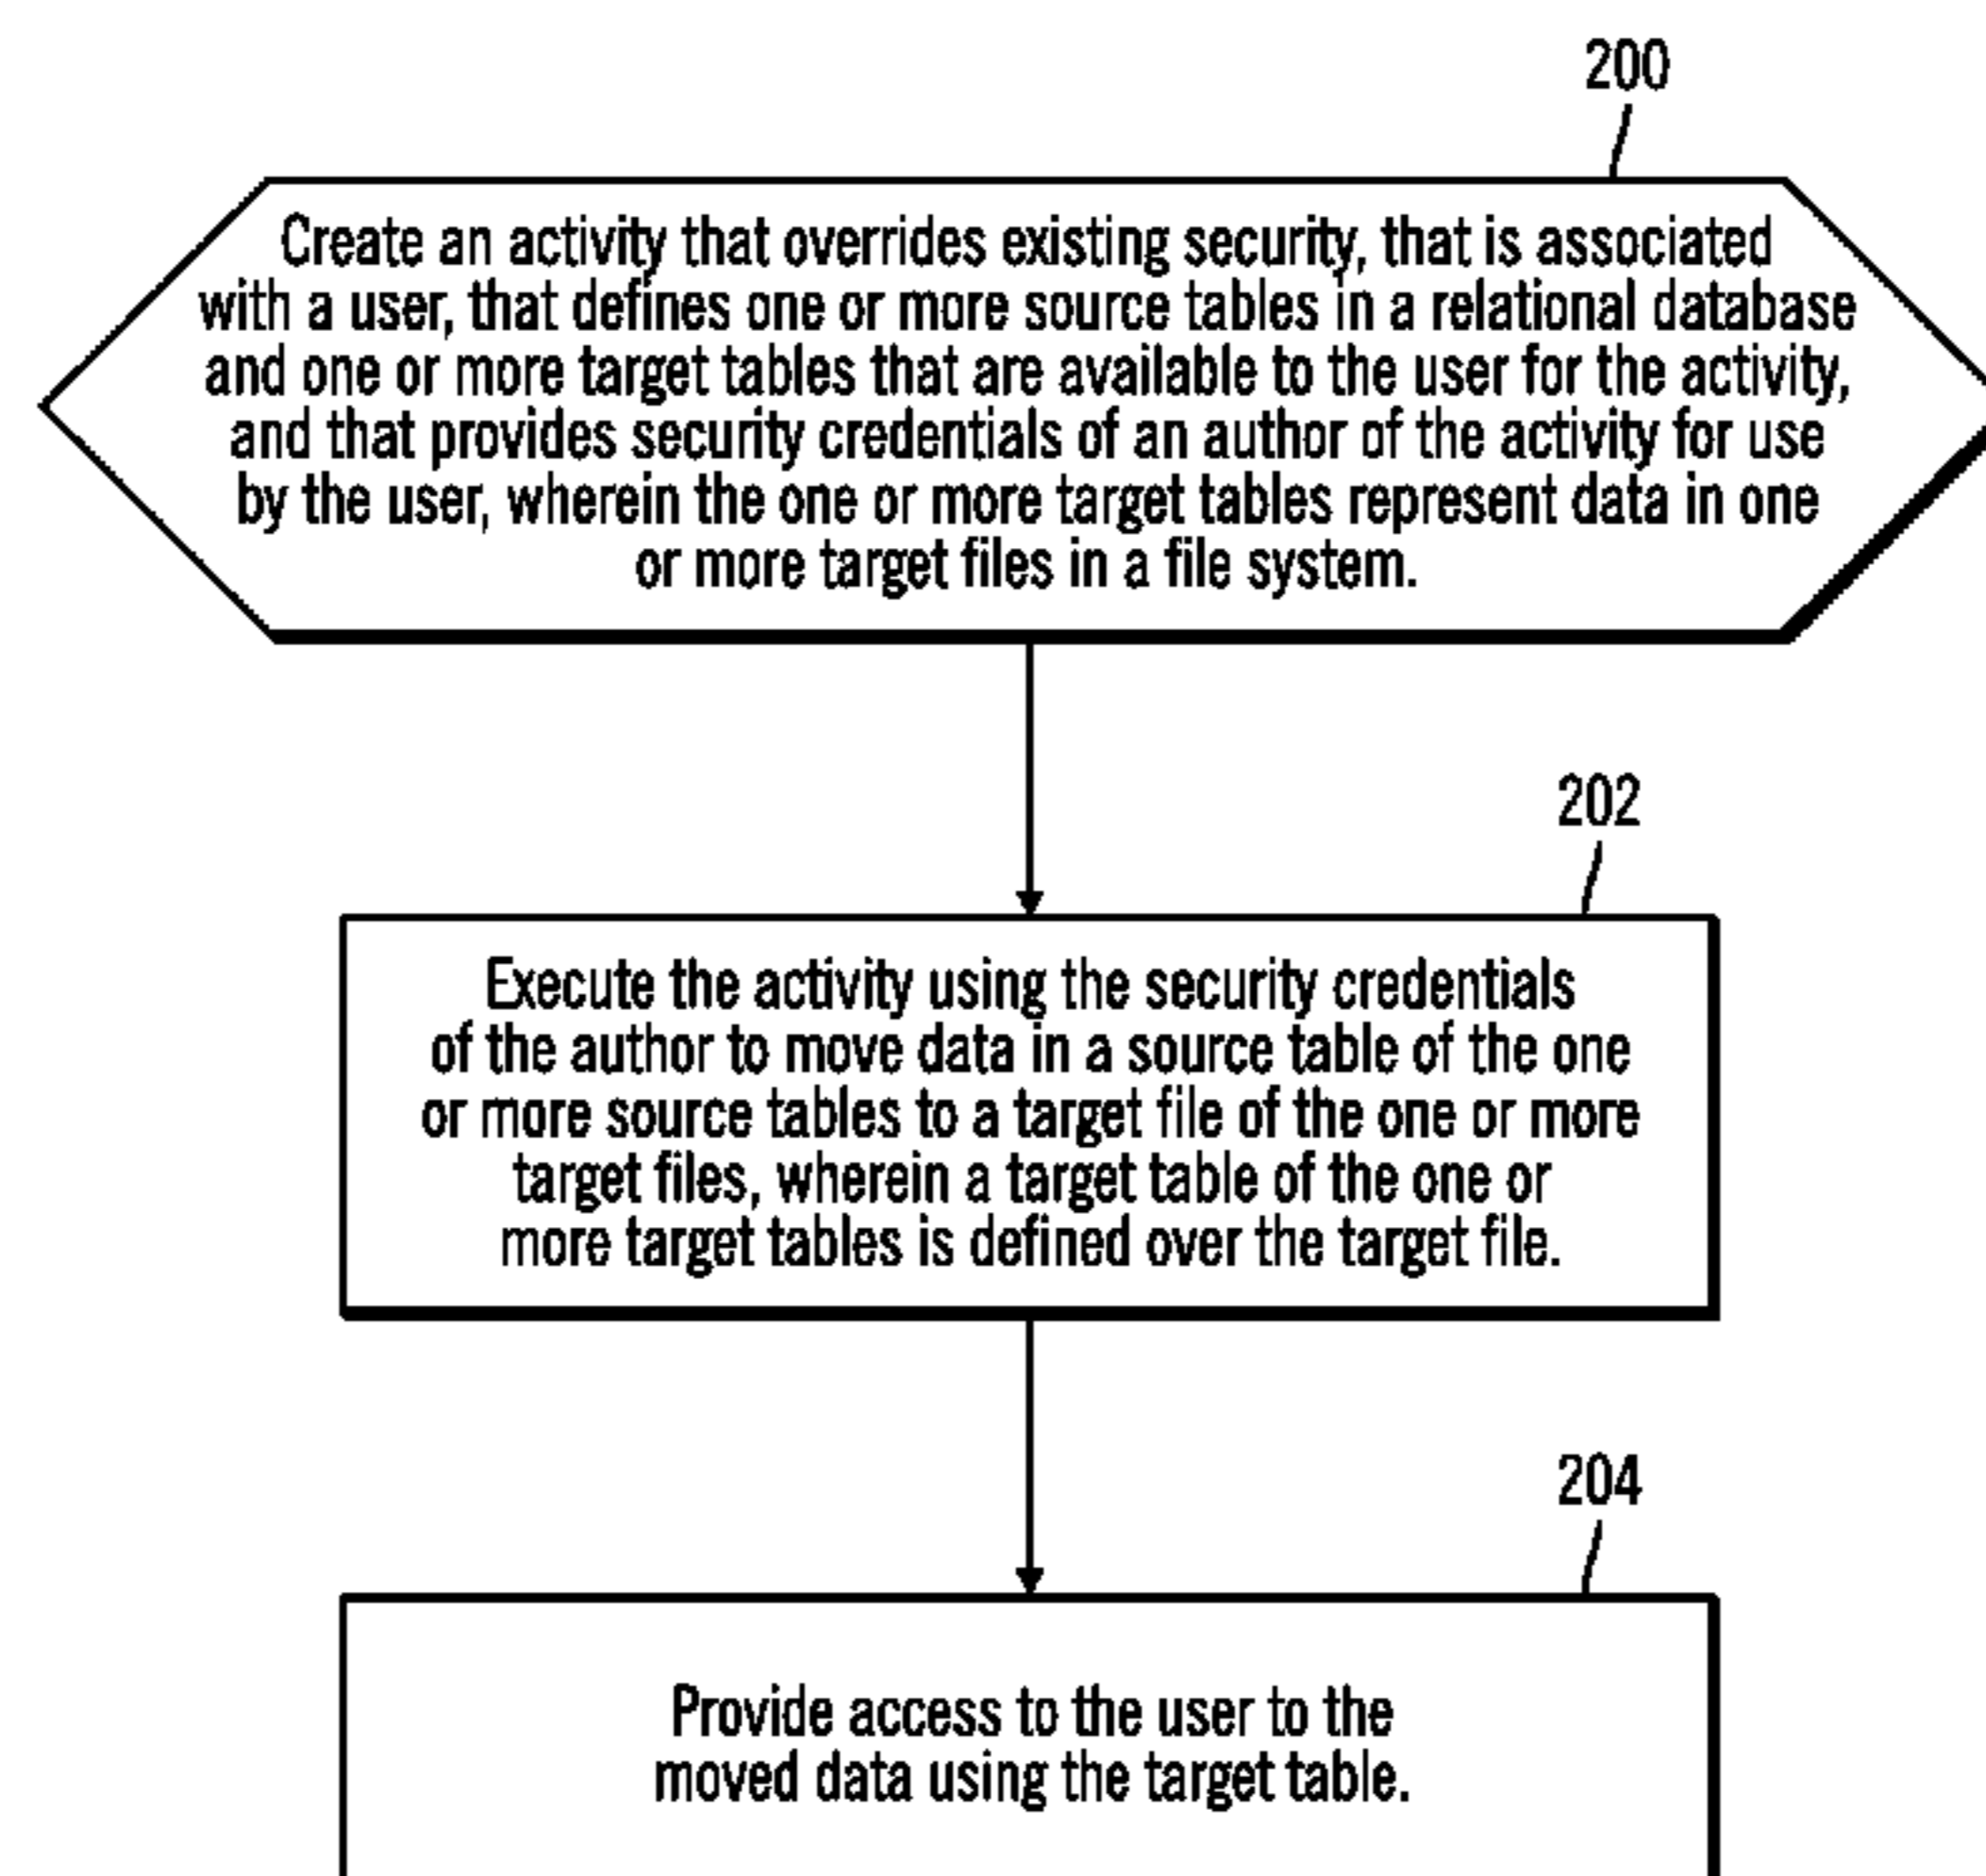 200
Create an activity that overrides existing security, that is associated
with a user, that defines one or more source tables in a relational database
and one or more target tables that are available to the user for the activity,
and that provides security credentials of an author of the activity for use
by the user, wherein the one or more target tables represent data in one
or more target files in a file system.
202
Execute the activity using the security credentials
of the author to move data in a source table of the one
or more source tables to a target file of the one or more
target files, wherein a target table of the one or
more target tables is defined over the target file.
204
Provide access to the user to the
moved data using the target table.